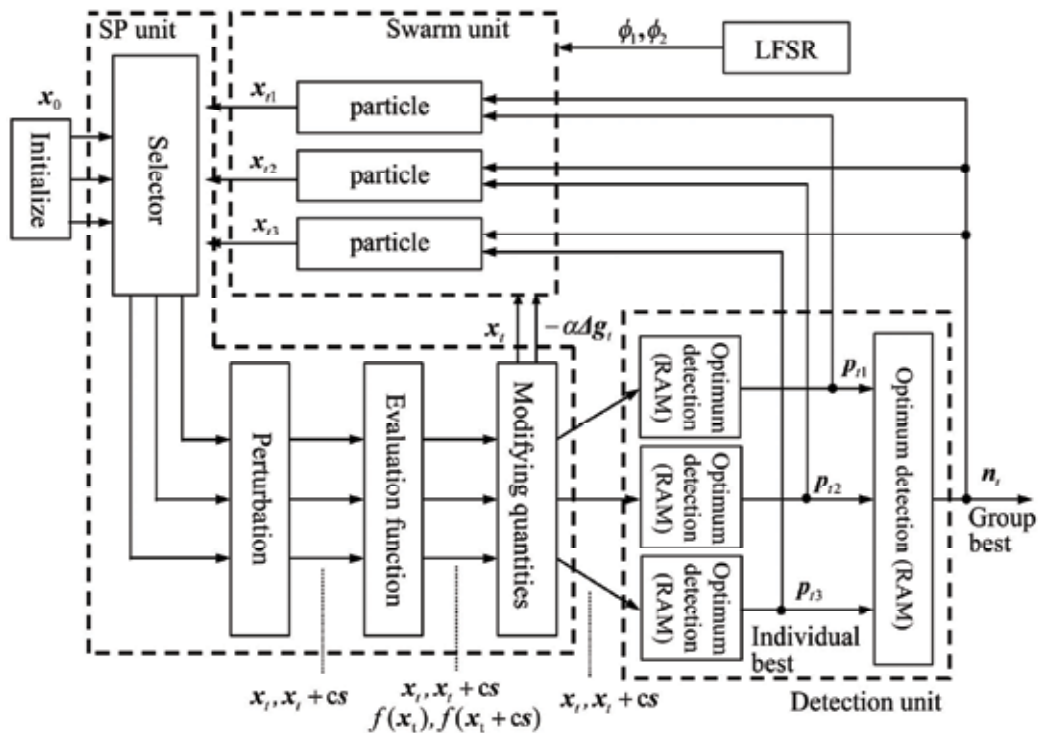 SP unit
Swarm unit
ϕ₁, ϕ₂
LFSR
x₀
Initialize
Selector
xₜ₁
particle
xₜ₂
particle
xₜ₃
particle
xₜ
−αΔgₜ
Perturbation
Evaluation function
Modifying quantities
Optimum detection (RAM)
Optimum detection (RAM)
Optimum detection (RAM)
pₜ₁
pₜ₂
pₜ₃
Optimum detection (RAM)
nₜ
Group
best
Individual
best
Detection unit
xₜ, xₜ + cs
xₜ, xₜ + cs
f(xₜ), f(xₜ + cs)
xₜ, xₜ + cs